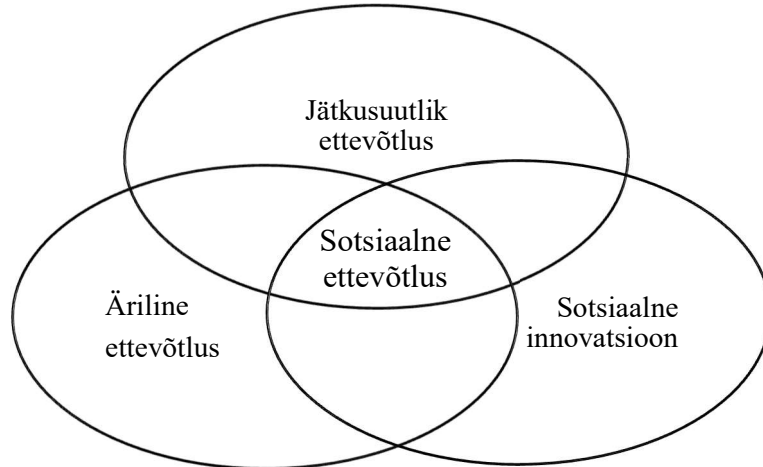 Jätkusuutlik
ettevõtlus
Sotsiaalne
ettevõtlus
Äriline
ettevõtlus
Sotsiaalne
innovatsioon